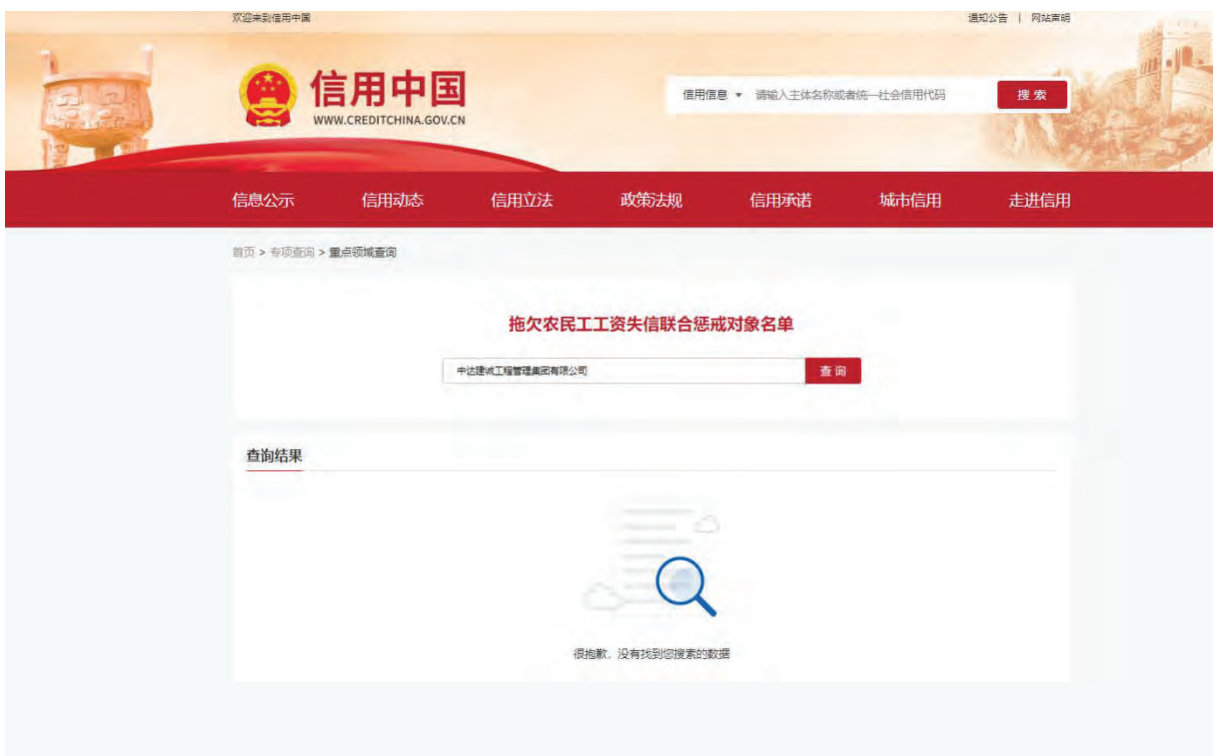 欢迎来到信用中国
通知公告 | 网站声明
信用中国
WWW.CREDITCHINA.GOV.CN
信用信息 请输入主体名称或者统一社会信用代码 搜索
信息公示 信用动态 信用立法 政策法规 信用承诺 城市信用 走进信用
首页 > 专项查询 > 重点领域查询
拖欠农民工工资失信联合惩戒对象名单
中达建诚工程管理集团有限公司 查询
查询结果
很抱歉，没有找到您搜索的数据